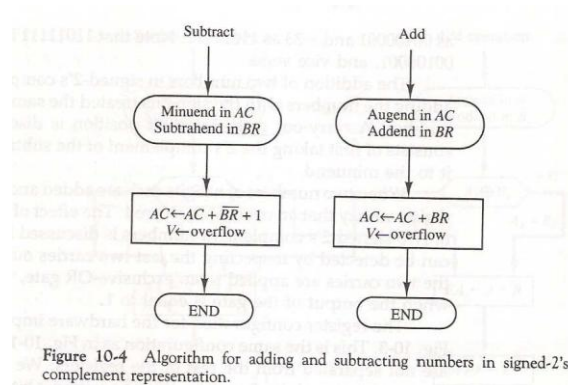 Subtract
Minuend in AC
Subtrahend in BR
AC←AC + BR + 1
V←overflow
END
Add
Augend in AC
Addend in BR
AC←AC + BR
V←overflow
END
Figure 10-4 Algorithm for adding and subtracting numbers in signed-2's
complement representation.